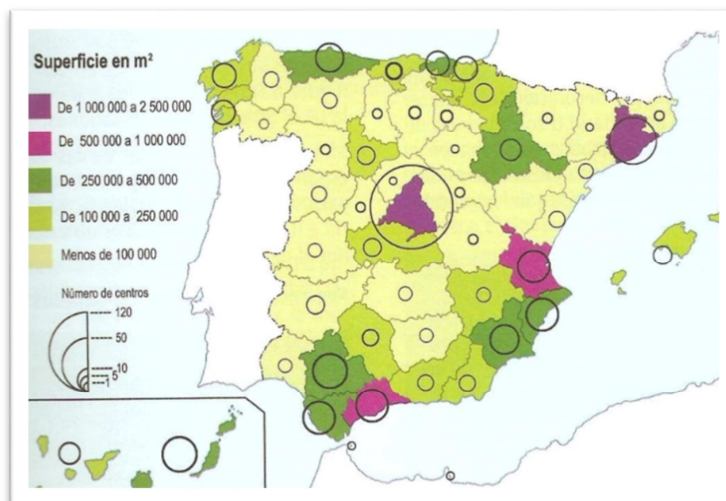 Superficie en m²
De 1 000 000 a 2 500 000
De 500 000 a 1 000 000
De 250 000 a 500 000
De 100 000 a 250 000
Menos de 100 000
Número de centros
120
50
10
5
1